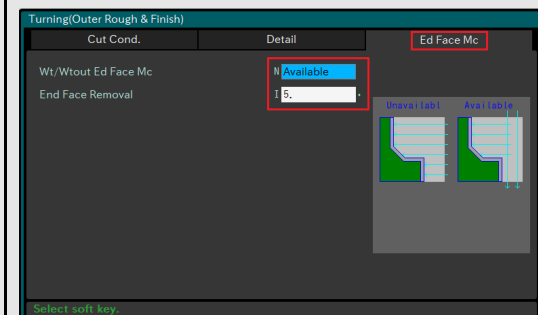 Turning(Outer Rough & Finish)
Cut Cond. Detail Ed Face Mc
Wt/Wtout Ed Face Mc N Available
End Face Removal I 5.
Unavailabl Available
Select soft key.